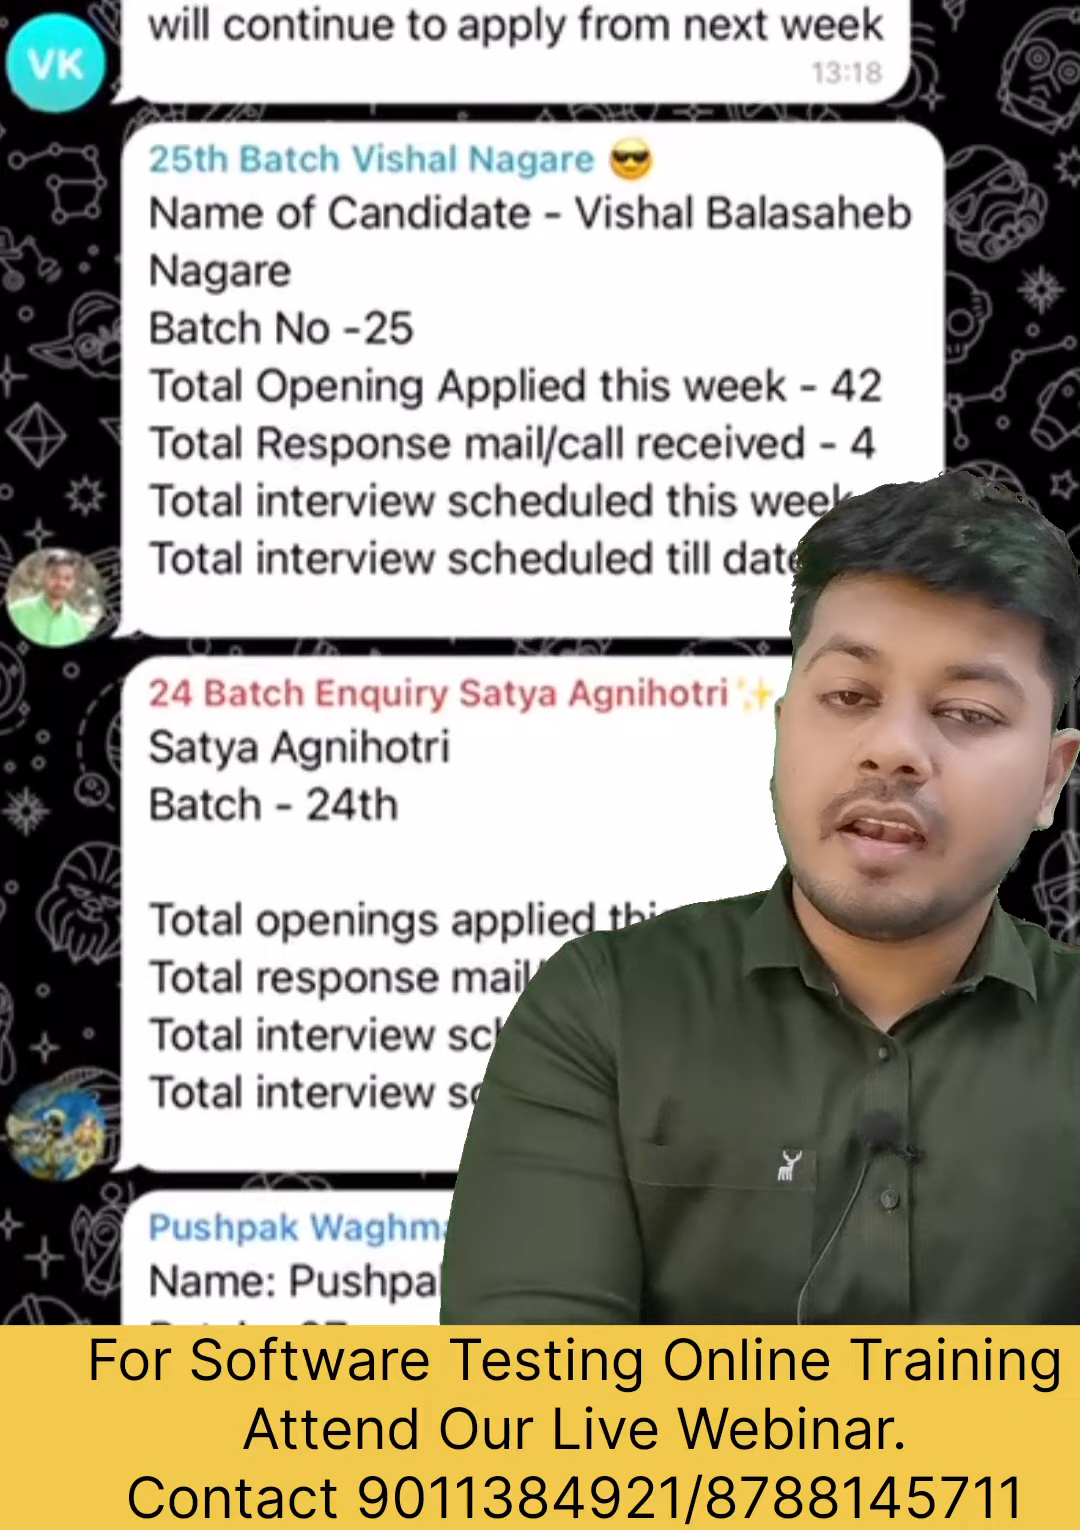 will continue to apply from next week
13:18
VK
25th Batch Vishal Nagare 😎
Name of Candidate - Vishal Balasaheb
Nagare
Batch No -25
Total Opening Applied this week - 42
Total Response mail/call received - 4
Total interview scheduled this week
Total interview scheduled till date
24 Batch Enquiry Satya Agnihotri ✨
Satya Agnihotri
Batch - 24th
Total openings applied
Total response mail/
Total interview
Total interview
Pushpak
Name:
For Software Testing Online Training
Attend Our Live Webinar.
Contact 9011384921/8788145711